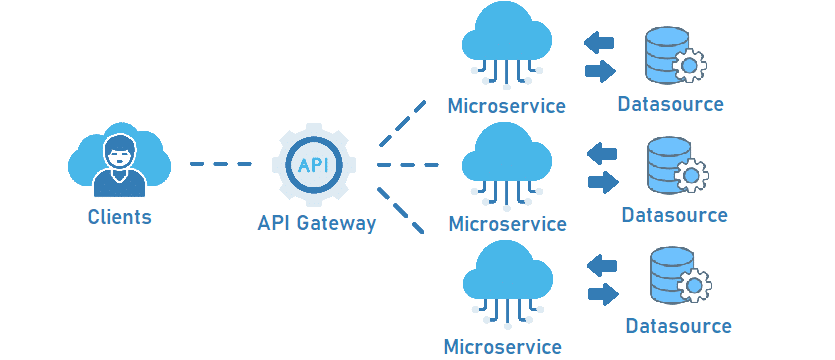 Clients
API
API Gateway
Microservice
Datasource
Microservice
Datasource
Microservice
Datasource